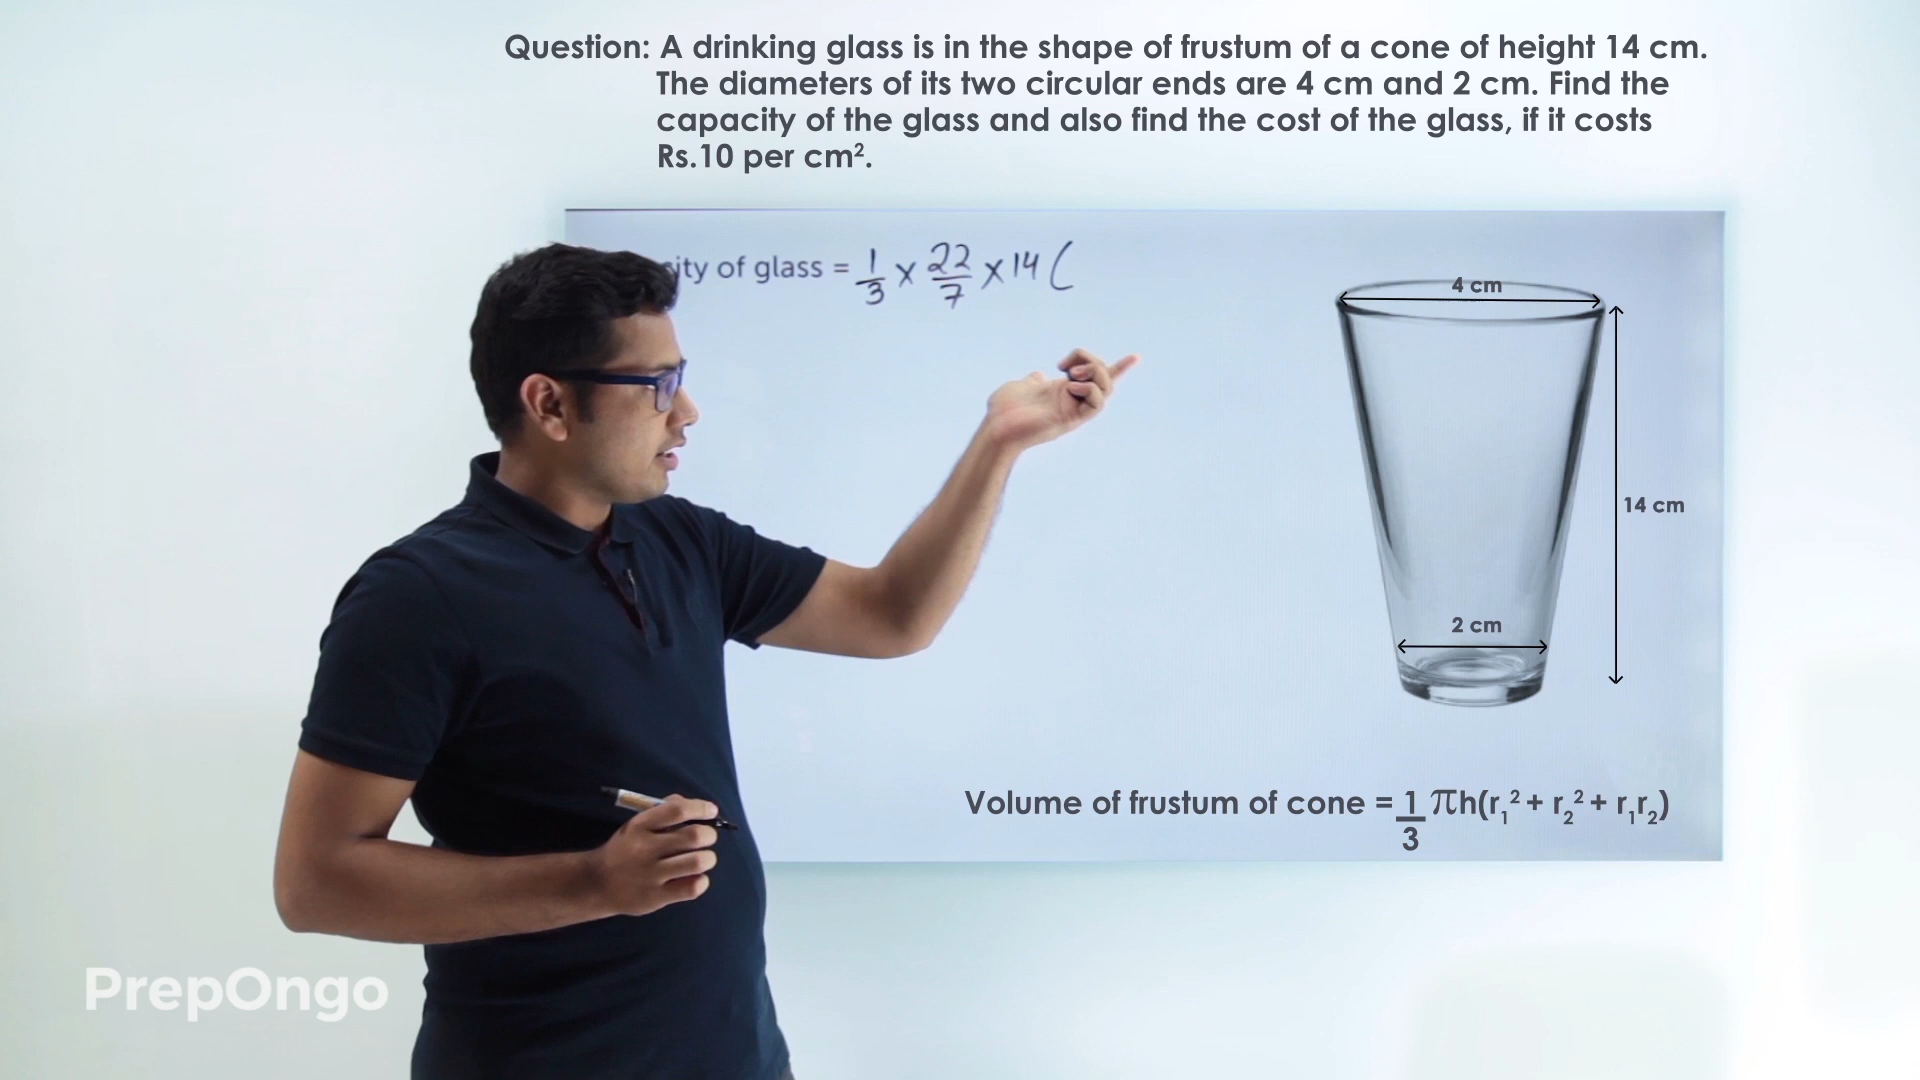 Question: A drinking glass is in the shape of frustum of a cone of height 14 cm.
The diameters of its two circular ends are 4 cm and 2 cm. Find the
capacity of the glass and also find the cost of the glass, if it costs
Rs.10 per cm².
of glass = 1/3 x 22/7 x 14 (
4 cm
14 cm
2 cm
Volume of frustum of cone = 1/3 πh(r₁² + r₂² + r₁r₂)
PrepOngo